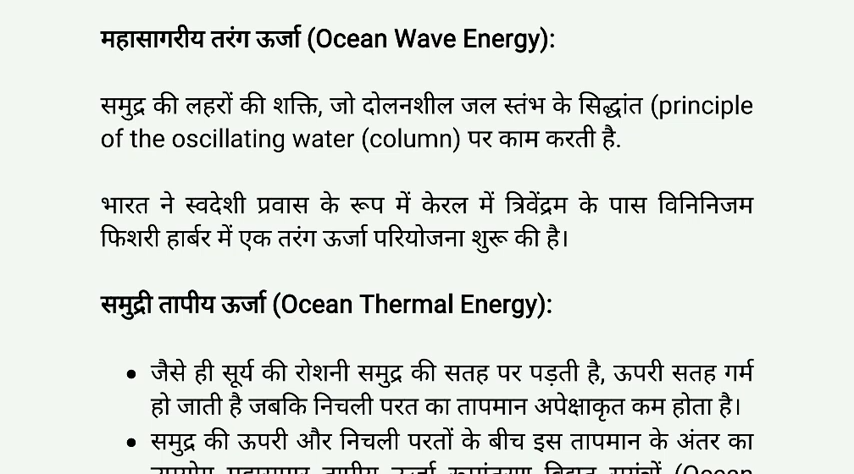 महासागरीय तरंग ऊर्जा (Ocean Wave Energy):
समुद्र की लहरों की शक्ति, जो दोलनशील जल स्तंभ के सिद्धांत (principle
of the oscillating water (column) पर काम करती है.
भारत ने स्वदेशी प्रवास के रूप में केरल में त्रिवेंद्रम के पास विनिनिजम
फिशरी हार्बर में एक तरंग ऊर्जा परियोजना शुरू की है।
समुद्री तापीय ऊर्जा (Ocean Thermal Energy):
• जैसे ही सूर्य की रोशनी समुद्र की सतह पर पड़ती है, ऊपरी सतह गर्म
हो जाती है जबकि निचली परत का तापमान अपेक्षाकृत कम होता है।
• समुद्र की ऊपरी और निचली परतों के बीच इस तापमान के अंतर का